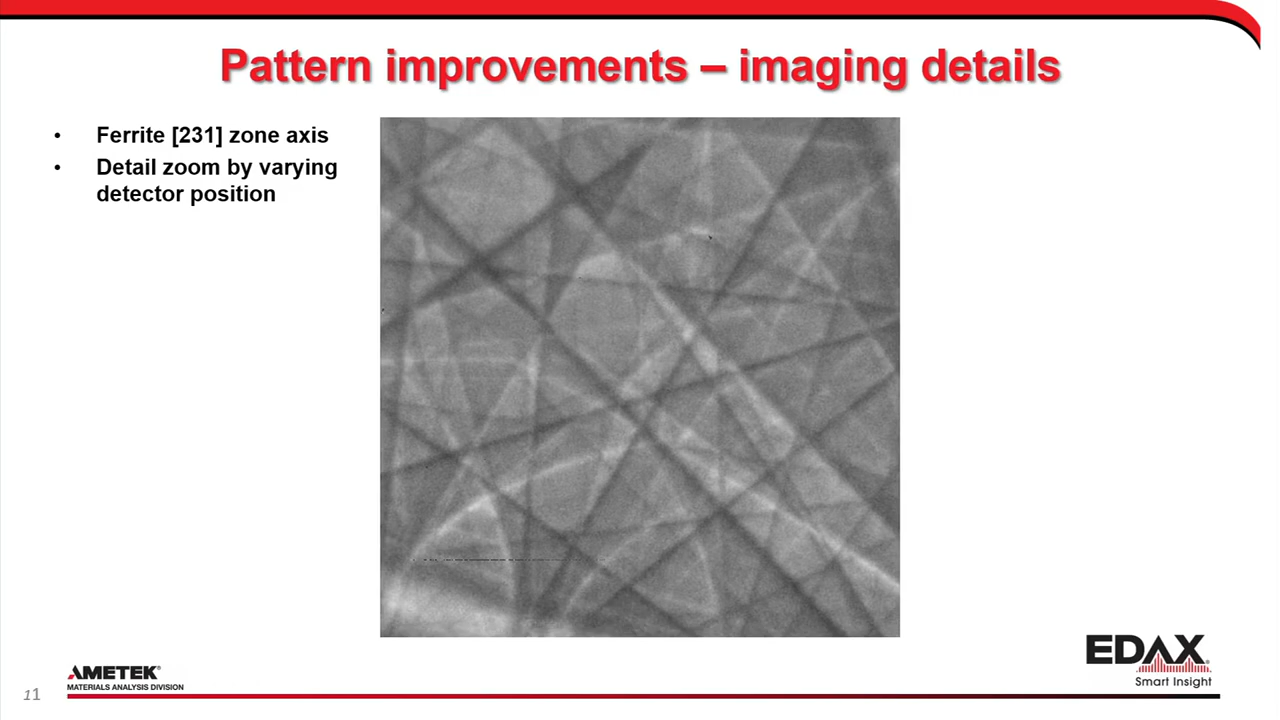 Pattern improvements – imaging details
• Ferrite [231] zone axis
• Detail zoom by varying
detector position
AMETEK®
MATERIALS ANALYSIS DIVISION
EDAX®
Smart Insight
11